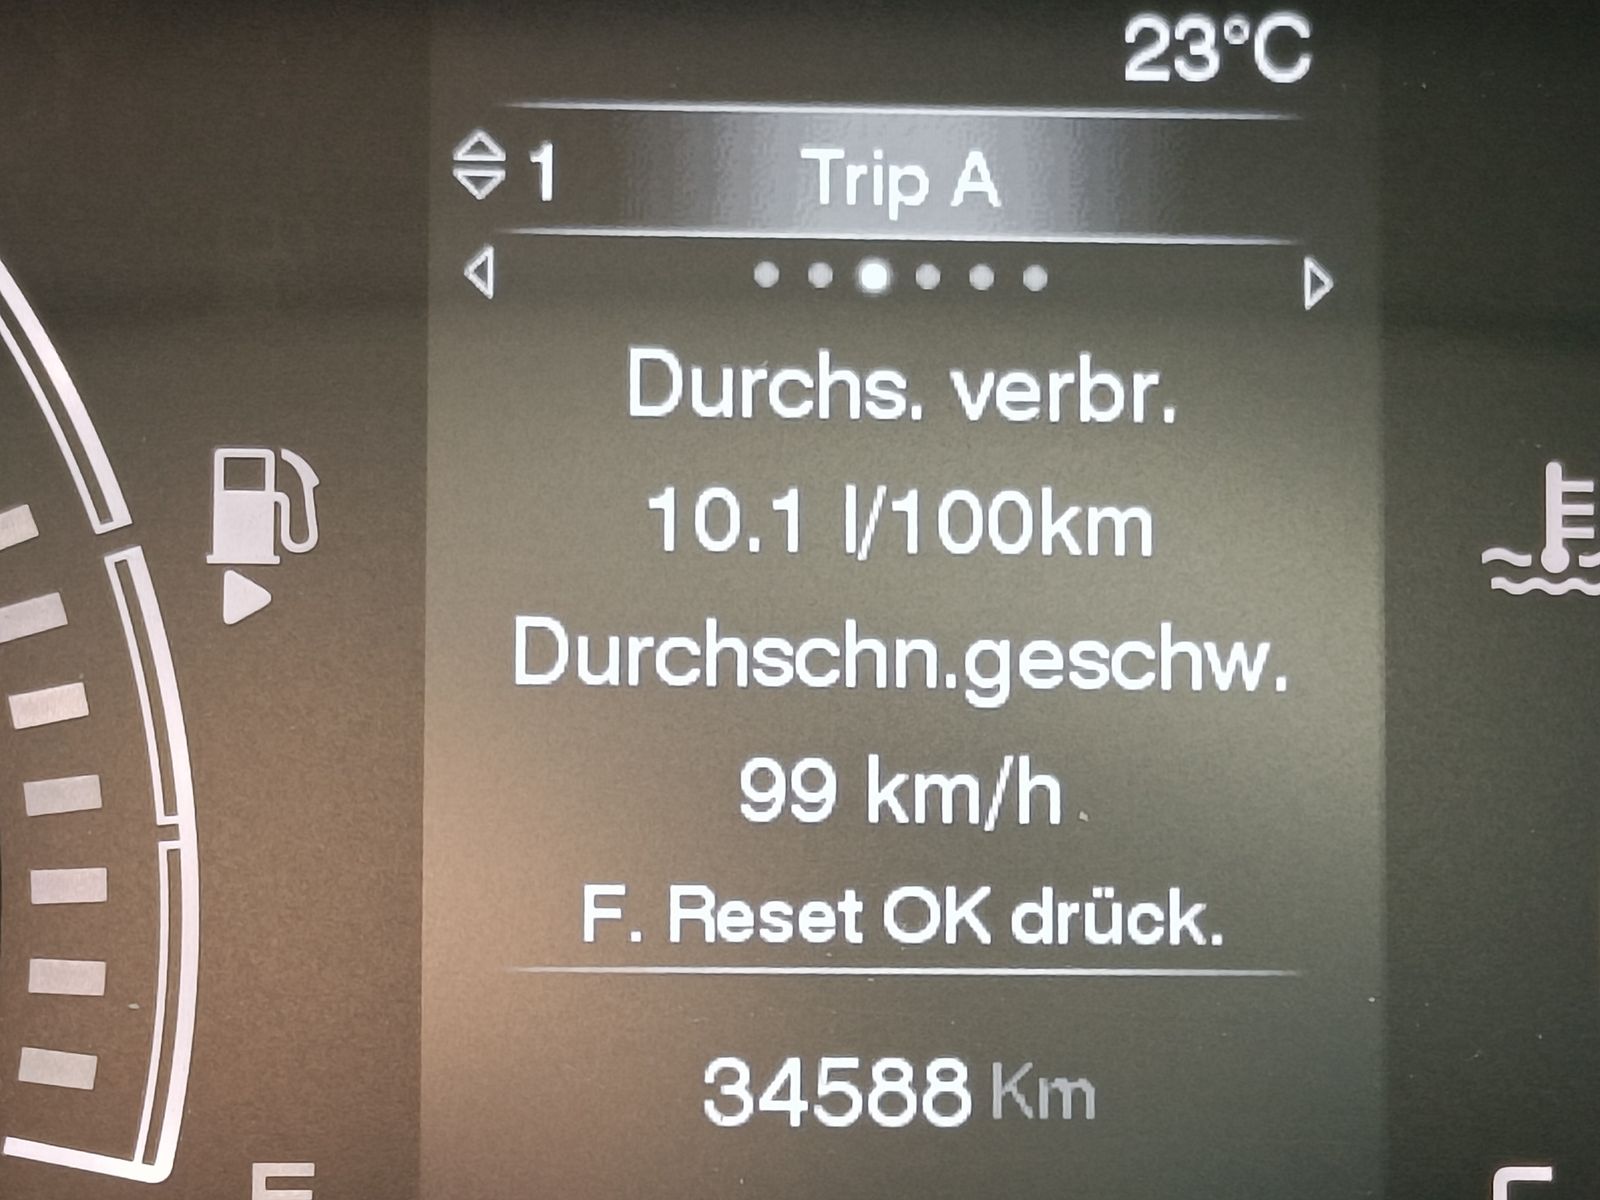 23°C
1 Trip A
Durchs. verbr.
10.1 l/100km
Durchschn.geschw.
99 km/h
F. Reset OK drück.
34588 Km